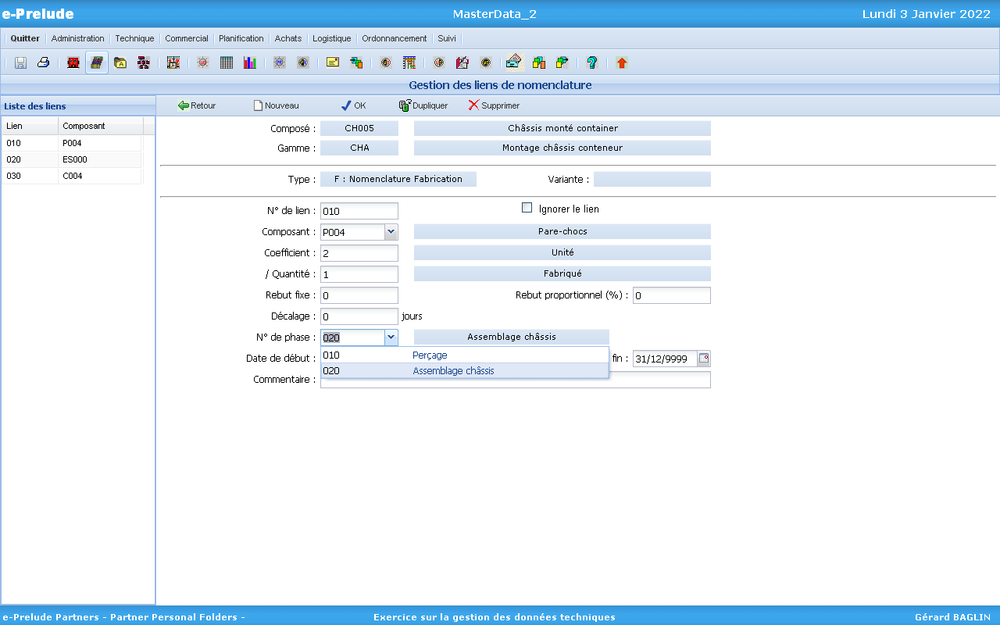 e-Prelude MasterData_2 Lundi 3 Janvier 2022
Quitter Administration Technique Commercial Planification Achats Logistique Ordonnancement Suivi
Gestion des liens de nomenclature
Liste des liens
Retour Nouveau OK Dupliquer Supprimer
Lien Composant
010 P004
020 ES000
030 C004
Composé : CH005 Châssis monté container
Gamme : CHA Montage châssis conteneur
Type : F : Nomenclature Fabrication Variante :
N° de lien : 010 Ignorer le lien
Composant : P004 Pare-chocs
Coefficient : 2 Unité
/ Quantité : 1 Fabriqué
Rebut fixe : 0 Rebut proportionnel (%) : 0
Décalage : 0 jours
N° de phase : 020 Assemblage châssis
Date de début : 010 Perçage fin : 31/12/9999
020 Assemblage châssis
Commentaire :
e-Prelude Partners - Partner Personal Folders - Exercice sur la gestion des données techniques Gérard BAGLIN